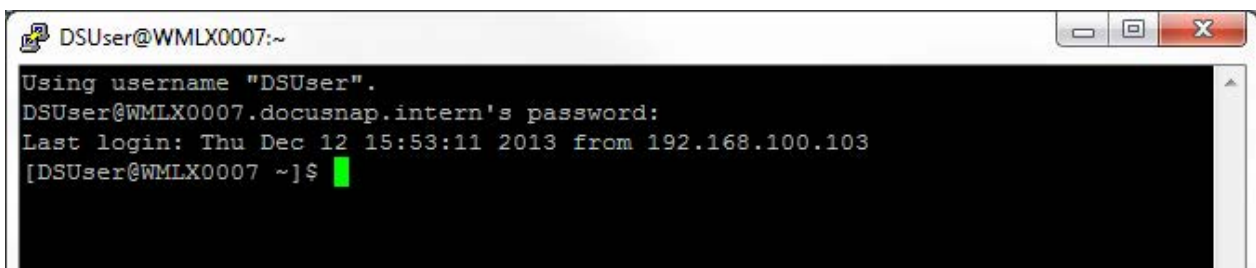 DSUser@WMLX0007:~
Using username "DSUser".
DSUser@WMLX0007.docusnap.intern's password:
Last login: Thu Dec 12 15:53:11 2013 from 192.168.100.103
[DSUser@WMLX0007 ~]$